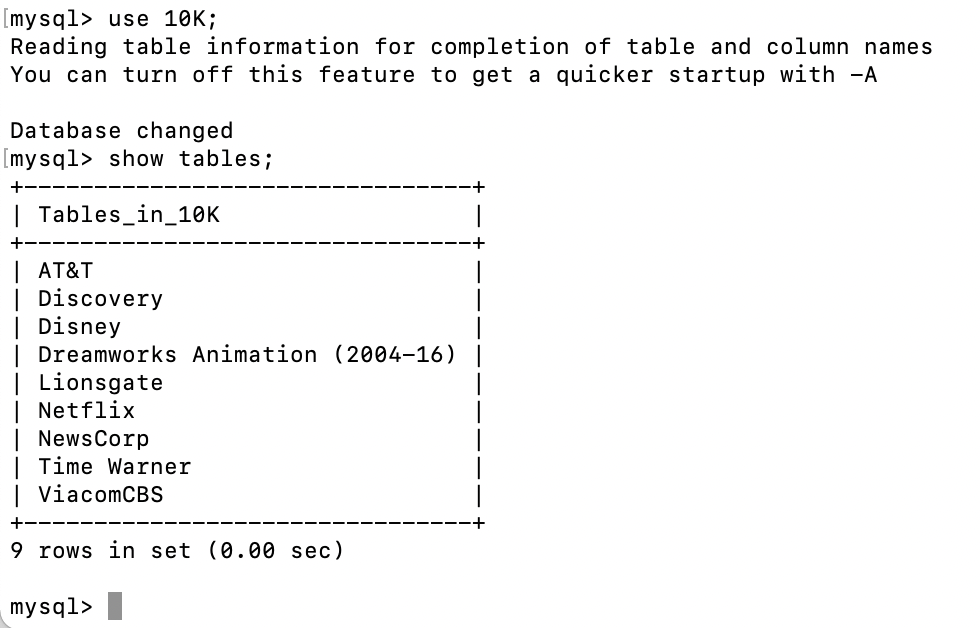 [mysql> use 10K;
Reading table information for completion of table and column names
You can turn off this feature to get a quicker startup with -A
Database changed
[mysql> show tables;
+---------------------------------+
| Tables_in_10K                   |
+---------------------------------+
| AT&T                            |
| Discovery                       |
| Disney                          |
| Dreamworks Animation (2004-16)  |
| Lionsgate                       |
| Netflix                         |
| NewsCorp                        |
| Time Warner                     |
| ViacomCBS                       |
+---------------------------------+
9 rows in set (0.00 sec)
mysql>